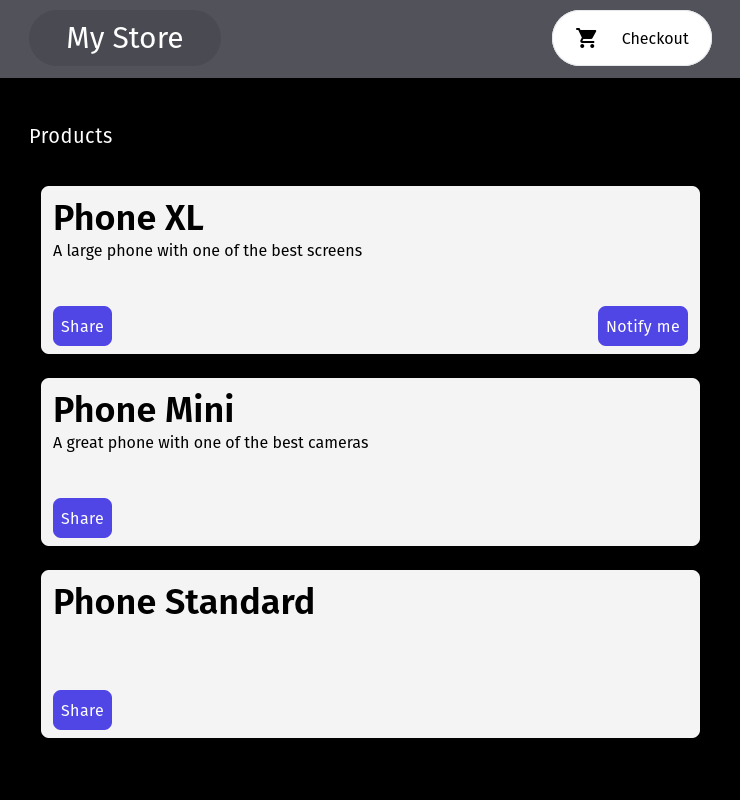 My Store
Checkout
Products
Phone XL
A large phone with one of the best screens
Share
Notify me
Phone Mini
A great phone with one of the best cameras
Share
Phone Standard
Share